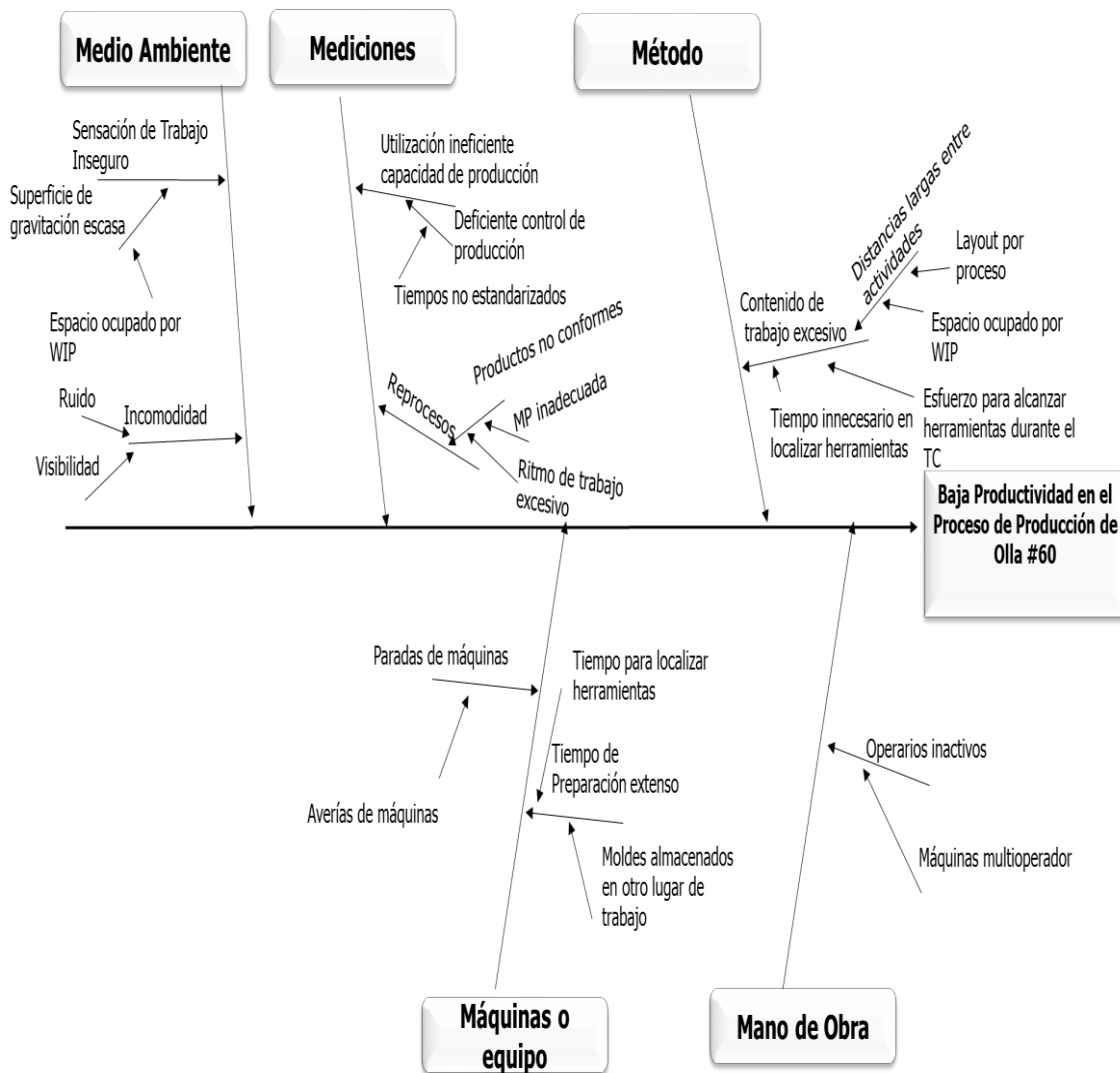 Medio Ambiente
Mediciones
Método
Sensación de Trabajo
Inseguro
Superficie de
gravitación escasa
Espacio ocupado por
WIP
Ruido
Incomodidad
Visibilidad
Utilización ineficiente
capacidad de producción
Deficiente control de
producción
Tiempos no estandarizados
Productos no conformes
Reprocesos
MP inadecuada
Ritmo de trabajo
excesivo
Distancias largas entre
actividades
Layout por
proceso
Contenido de
trabajo excesivo
Espacio ocupado por
WIP
Tiempo innecesario en
localizar herramientas
Esfuerzo para alcanzar
herramientas durante el
TC
Baja Productividad en el
Proceso de Producción de
Olla #60
Paradas de máquinas
Tiempo para localizar
herramientas
Tiempo de
Preparación extenso
Averías de máquinas
Moldes almacenados
en otro lugar de
trabajo
Operarios inactivos
Máquinas multioperador
Máquinas o
equipo
Mano de Obra